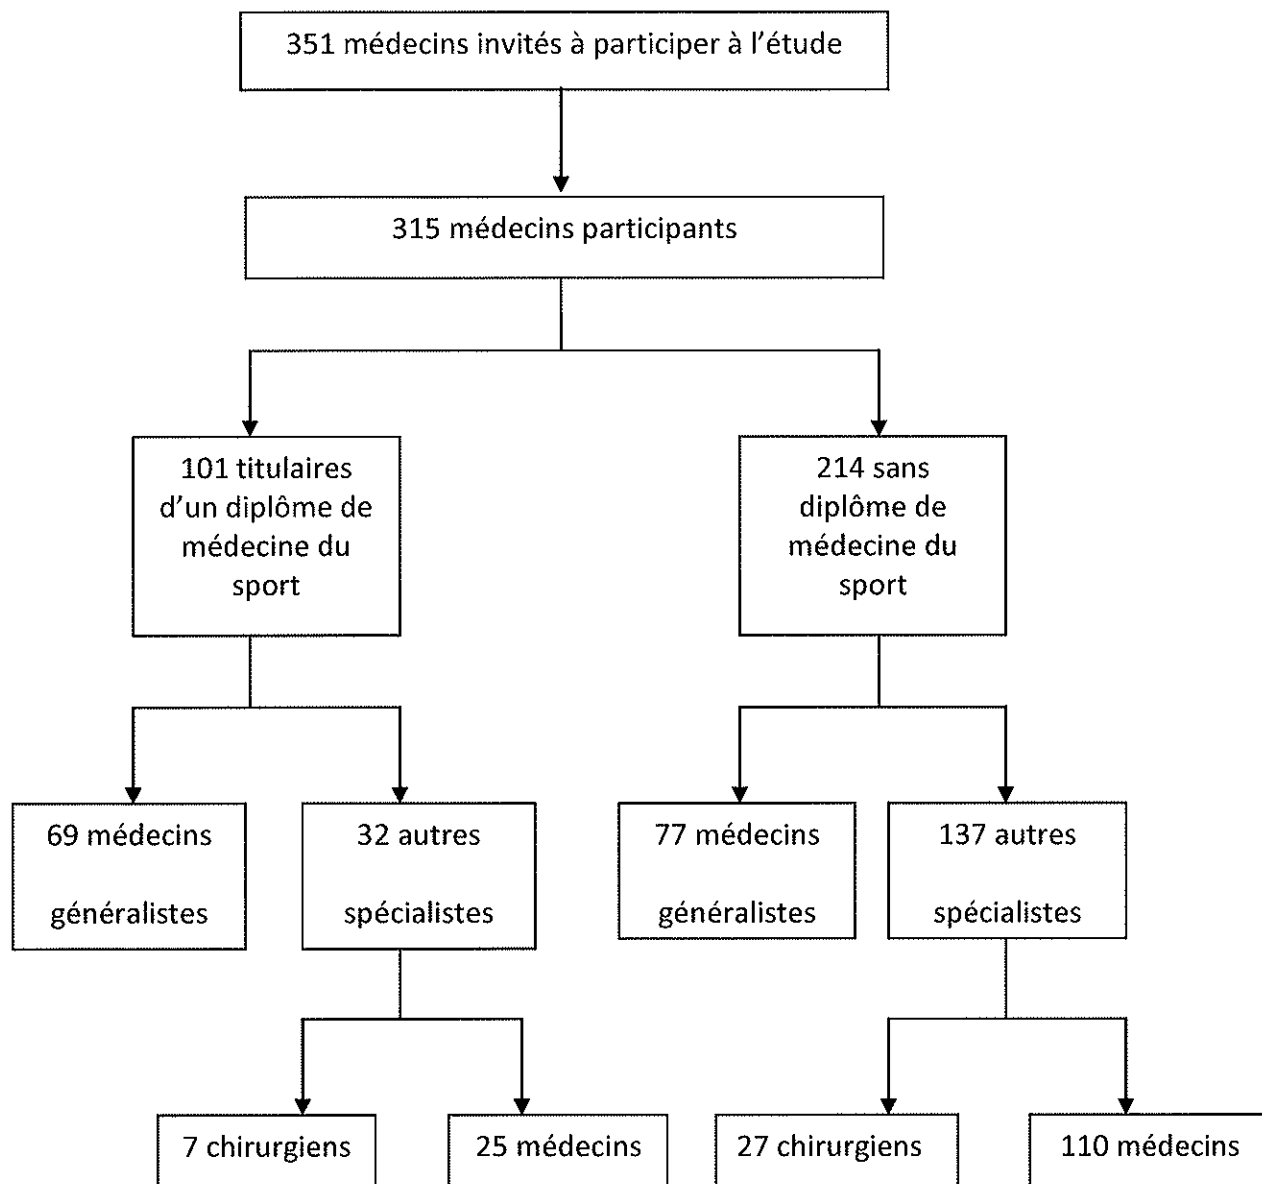 351 médecins invités à participer à l’étude
315 médecins participants
101 titulaires
d’un diplôme de
médecine du
sport
214 sans
diplôme de
médecine du
sport
69 médecins
généralistes
32 autres
spécialistes
77 médecins
généralistes
137 autres
spécialistes
7 chirurgiens
25 médecins
27 chirurgiens
110 médecins